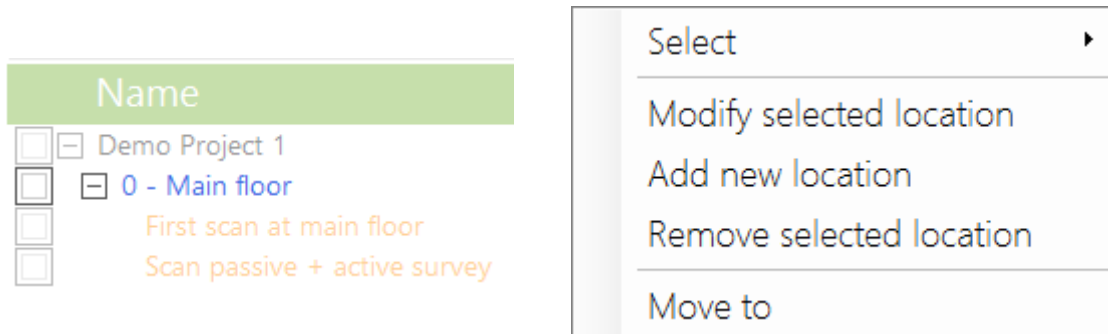 Name
Demo Project 1
0 - Main floor
First scan at main floor
Scan passive + active survey
Select
Modify selected location
Add new location
Remove selected location
Move to